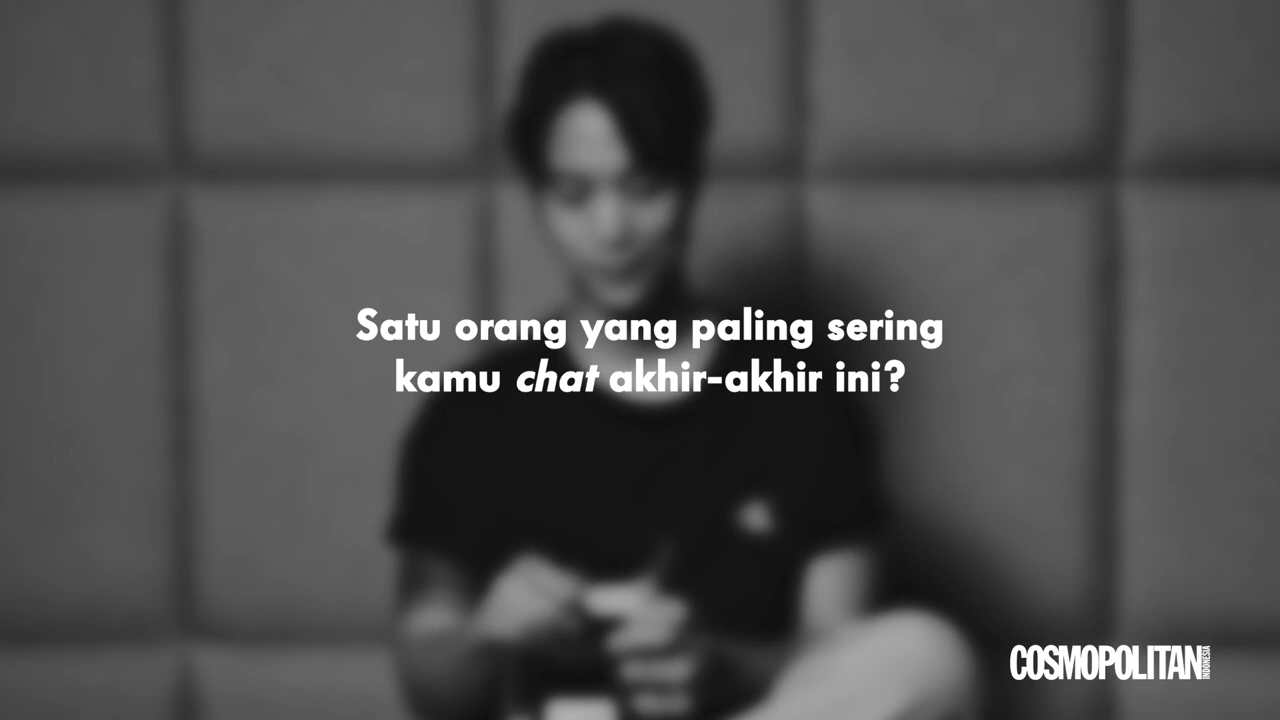 Satu orang yang paling sering
kamu chat akhir-akhir ini?
COSMOPOLITAN
INDONESIA